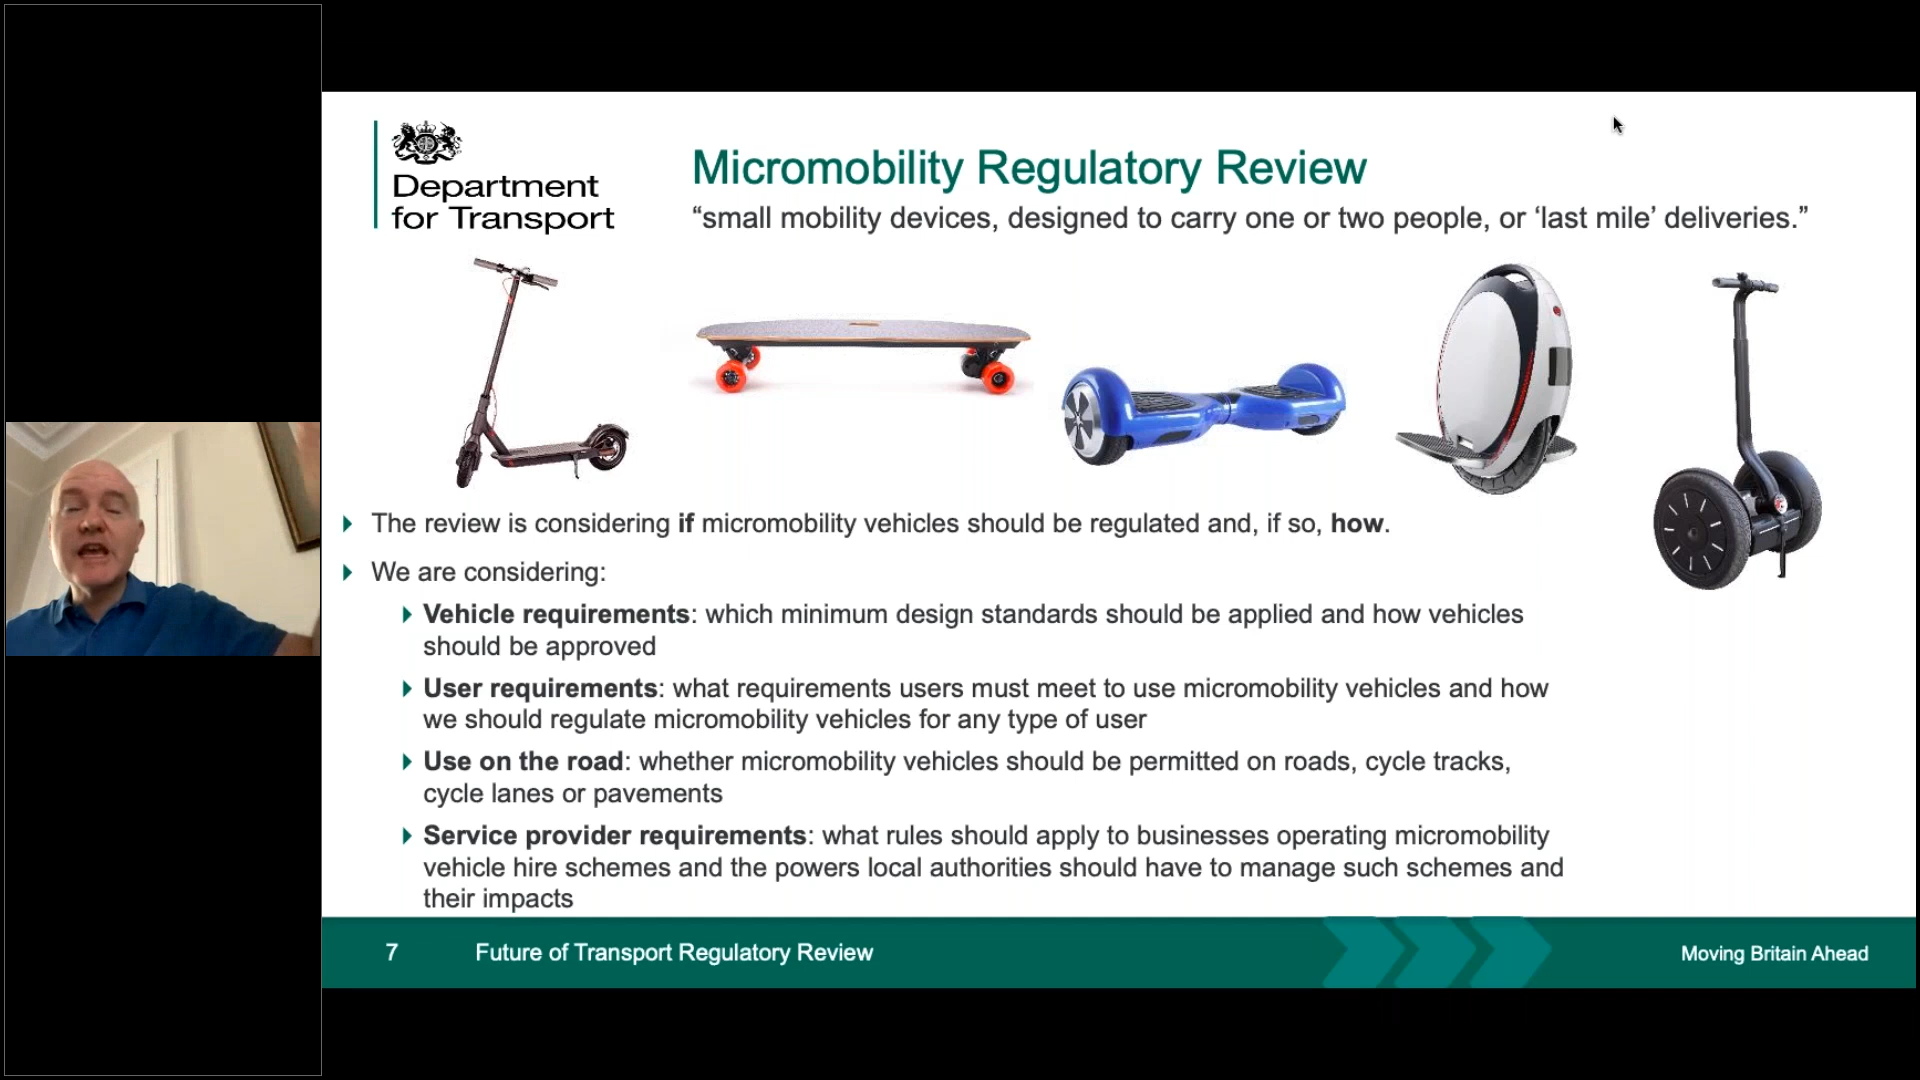 Department
for Transport
Micromobility Regulatory Review
“small mobility devices, designed to carry one or two people, or ‘last mile’ deliveries.”
The review is considering if micromobility vehicles should be regulated and, if so, how.
We are considering:
Vehicle requirements: which minimum design standards should be applied and how vehicles
should be approved
User requirements: what requirements users must meet to use micromobility vehicles and how
we should regulate micromobility vehicles for any type of user
Use on the road: whether micromobility vehicles should be permitted on roads, cycle tracks,
cycle lanes or pavements
Service provider requirements: what rules should apply to businesses operating micromobility
vehicle hire schemes and the powers local authorities should have to manage such schemes and
their impacts
7 Future of Transport Regulatory Review Moving Britain Ahead